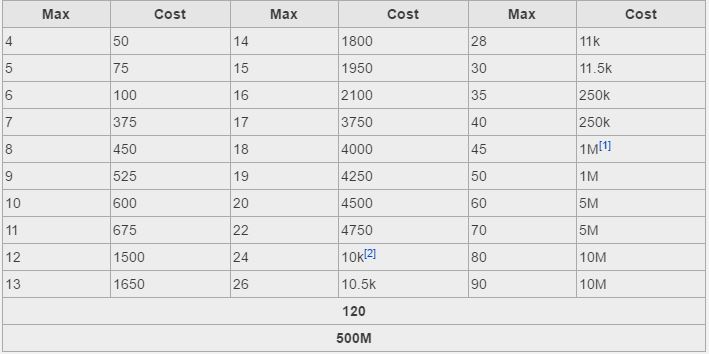 Max Cost Max Cost Max Cost
4 50 14 1800 28 11k
5 75 15 1950 30 11.5k
6 100 16 2100 35 250k
7 375 17 3750 40 250k
8 450 18 4000 45 1M[1]
9 525 19 4250 50 1M
10 600 20 4500 60 5M
11 675 22 4750 70 5M
12 1500 24 10k[2] 80 10M
13 1650 26 10.5k 90 10M
120
500M